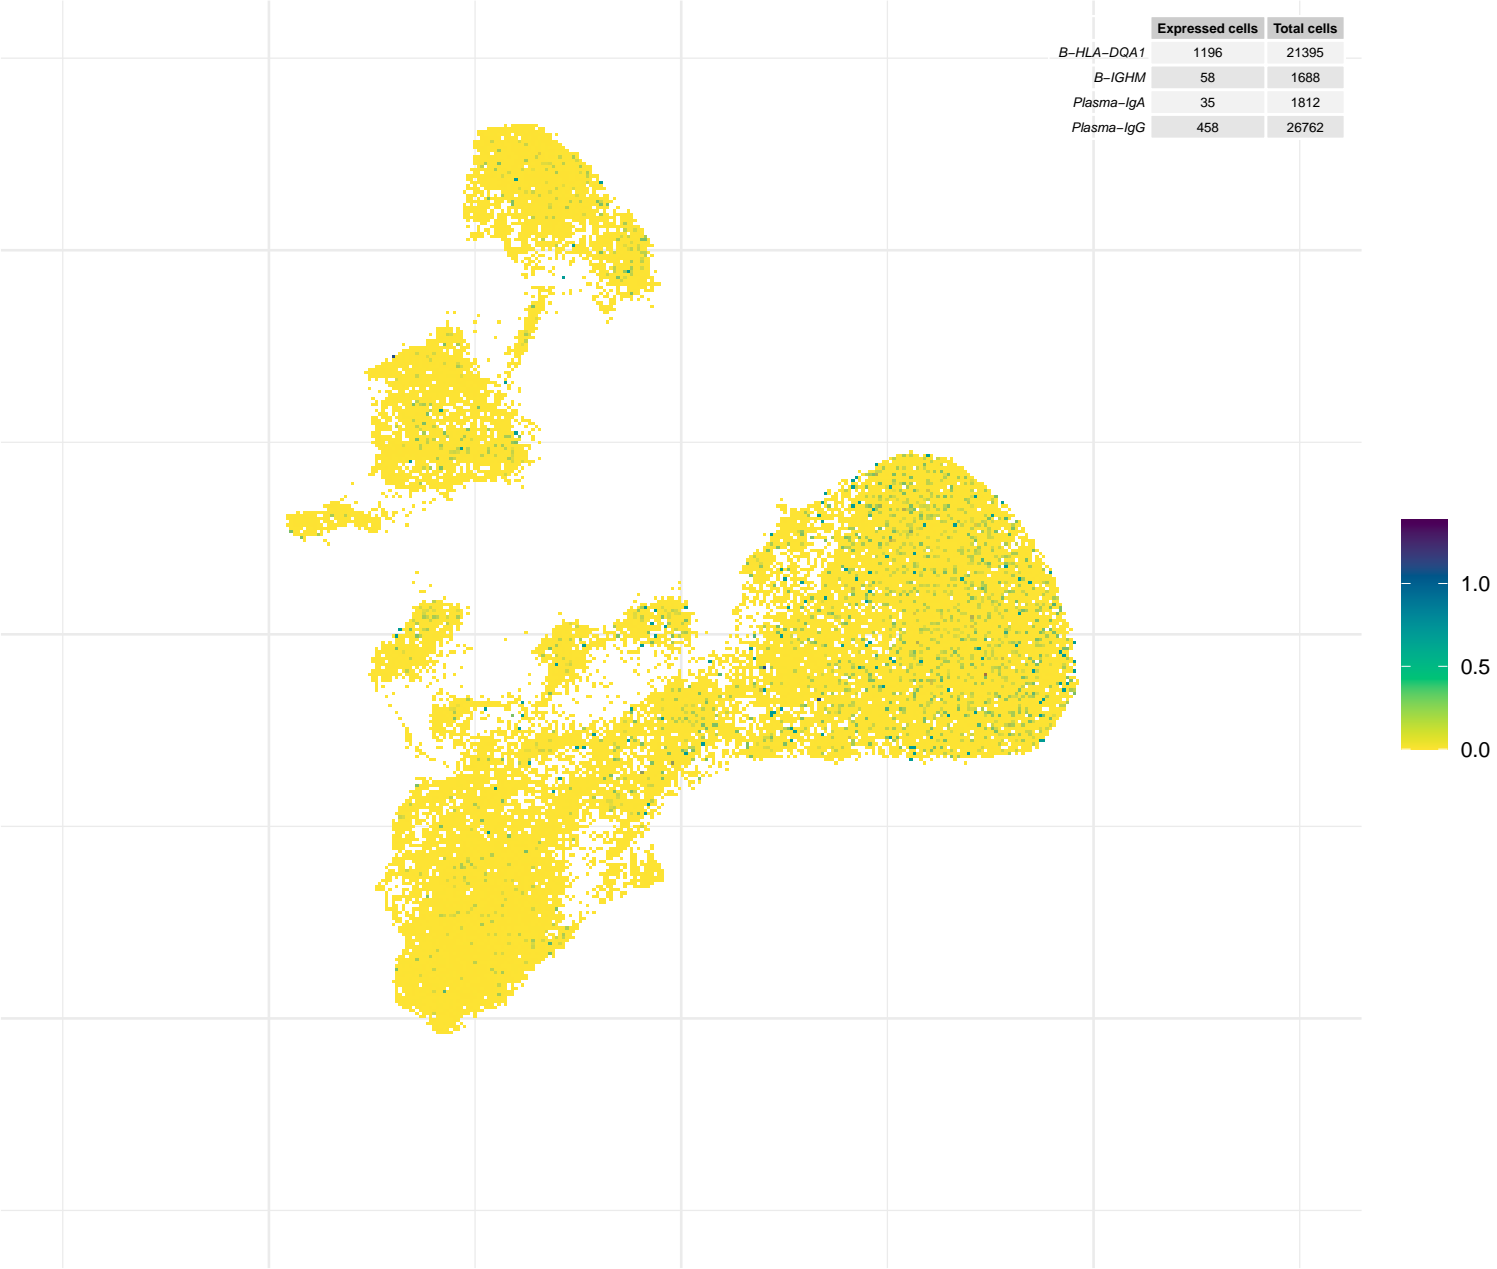 Expressed cells Total cells
B−HLA−DQA1 1196 21395
B−IGHM 58 1688
Plasma−IgA 35 1812
Plasma−IgG 458 26762
1.0
0.5
0.0